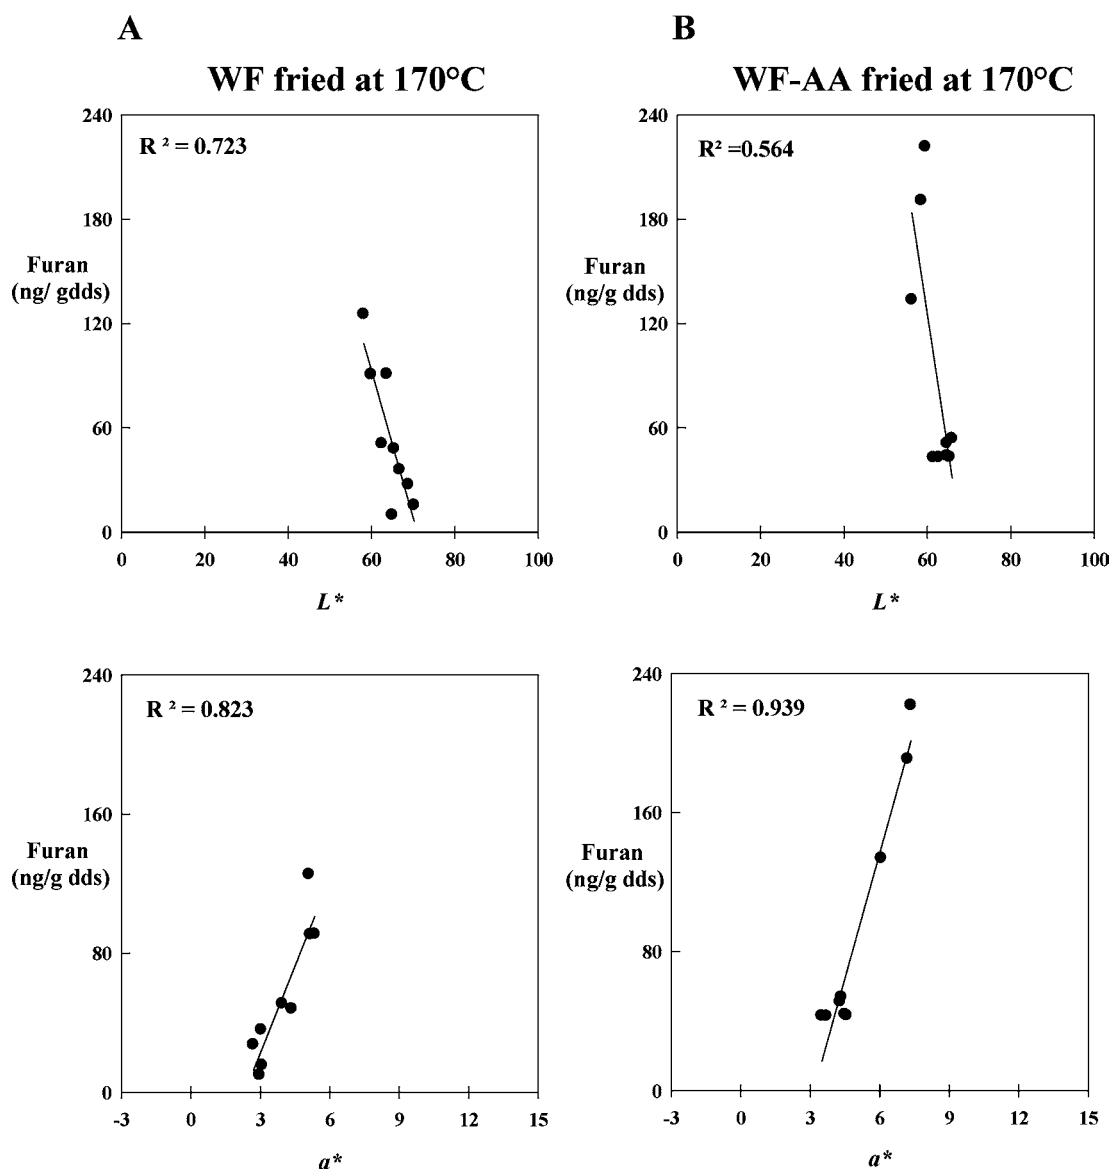 A
B
WF fried at 170°C
WF-AA fried at 170°C
240
R ² = 0.723
180
Furan
(ng/ gdds)
120
60
0
0 20 40 60 80 100
L*
240
R² =0.564
180
Furan
(ng/g dds)
120
60
0
0 20 40 60 80 100
L*
240
R ² = 0.823
160
Furan
(ng/g dds)
80
0
-3 0 3 6 9 12 15
a*
240
R ² = 0.939
160
Furan
(ng/g dds)
80
0
-3 0 3 6 9 12 15
a*